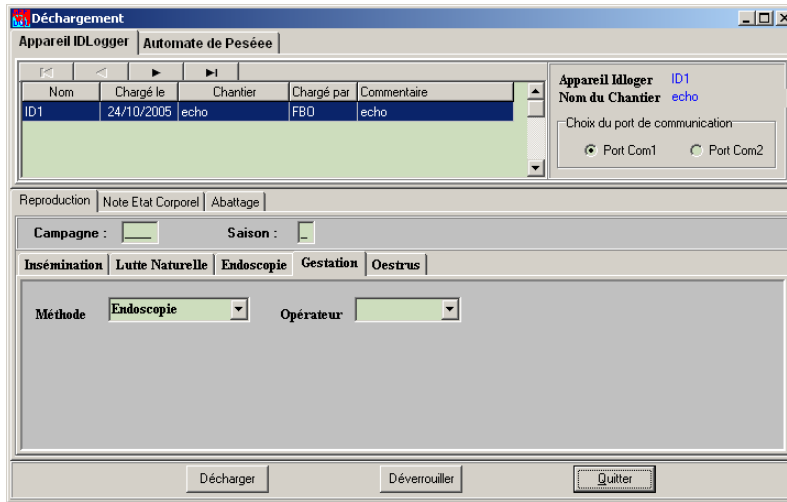 Déchargement
Appareil IDLogger Automate de Peséee
Nom Chargé le Chantier Chargé par Commentaire
ID1 24/10/2005 echo FBO echo
Appareil Idloger ID1
Nom du Chantier echo
Choix du port de communication
Port Com1 Port Com2
Reproduction Note Etat Corporel Abattage
Campagne : ___ Saison : _
Insémination Lutte Naturelle Endoscopie Gestation Oestrus
Méthode Endoscopie Opérateur
Décharger Déverrouiller Quitter